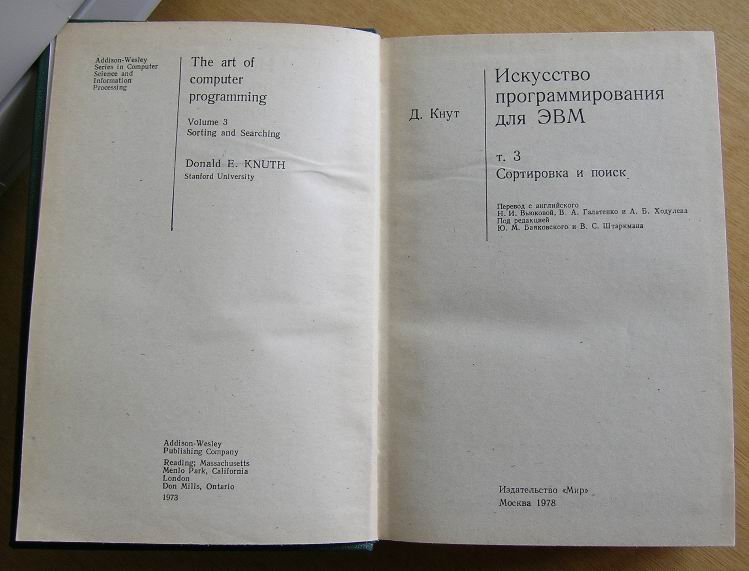 Addison-Wesley
Series in Computer
Science and
Information
Processing
The art of
computer
programming
Volume 3
Sorting and Searching
Donald E. KNUTH
Stanford University
Addison-Wesley
Publishing Company
Reading; Massachusetts
Menlo Park, California
London
Don Mills, Ontario
1973
Д. Кнут
Искусство
программирования
для ЭВМ
т. 3
Сортировка и поиск
Перевод с английского
Н. И. Вьюковой, В. А. Галатенко и А. Б. Ходулева
Под редакцией
Ю. М. Баяковского и В. С. Штаркмана
Издательство «Мир»
Москва 1978